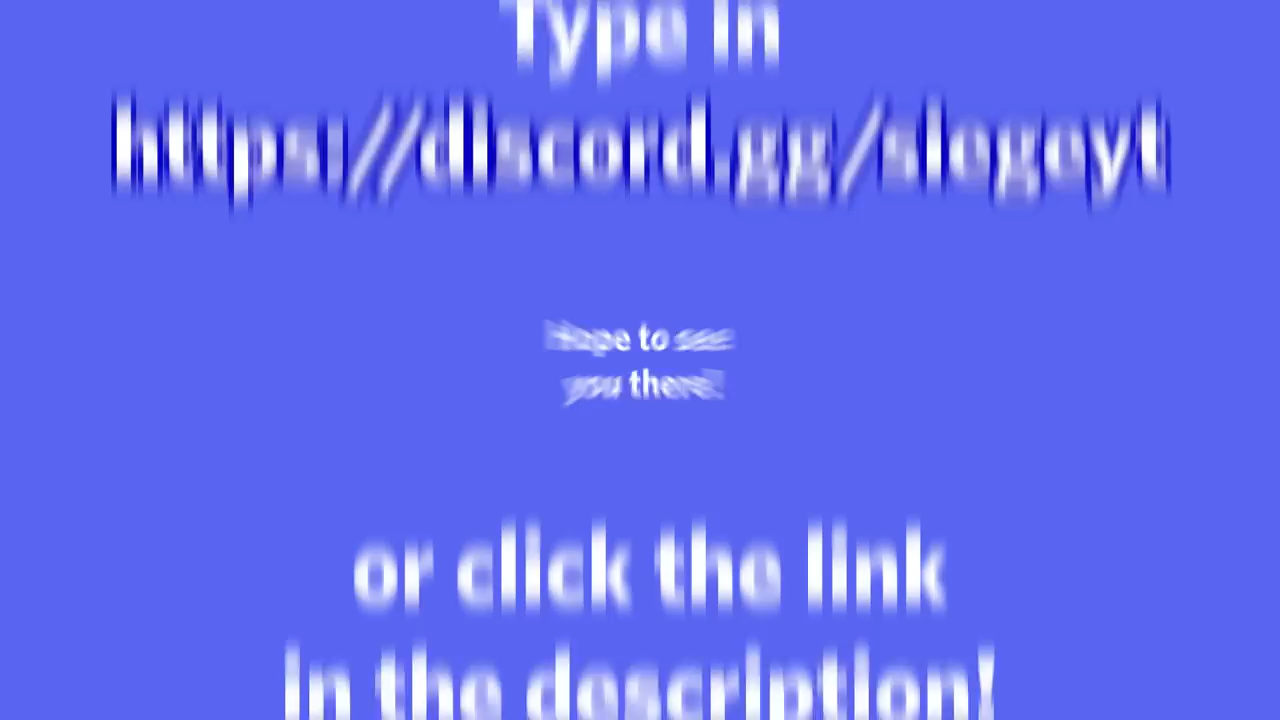 Type in
https://discord.gg/siegeyt
Hope to see
you there!
or click the link
in the description!